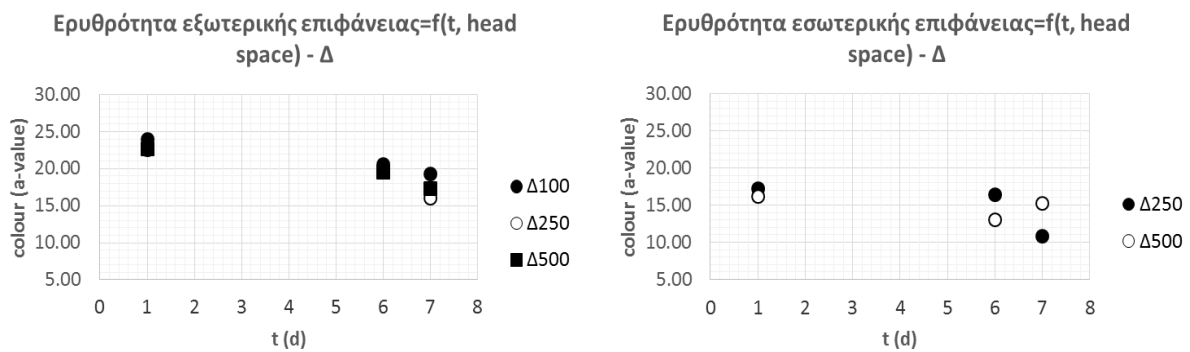 Ερυθρότητα εξωτερικής επιφάνειας=f(t, head
space) - Δ
30.00
25.00
20.00
15.00
10.00
5.00
colour (a-value)
0 1 2 3 4 5 6 7 8
t (d)
Δ100
Δ250
Δ500
Ερυθρότητα εσωτερικής επιφάνειας=f(t, head
space) - Δ
30.00
25.00
20.00
15.00
10.00
5.00
colour (a-value)
0 1 2 3 4 5 6 7 8
t (d)
Δ250
Δ500